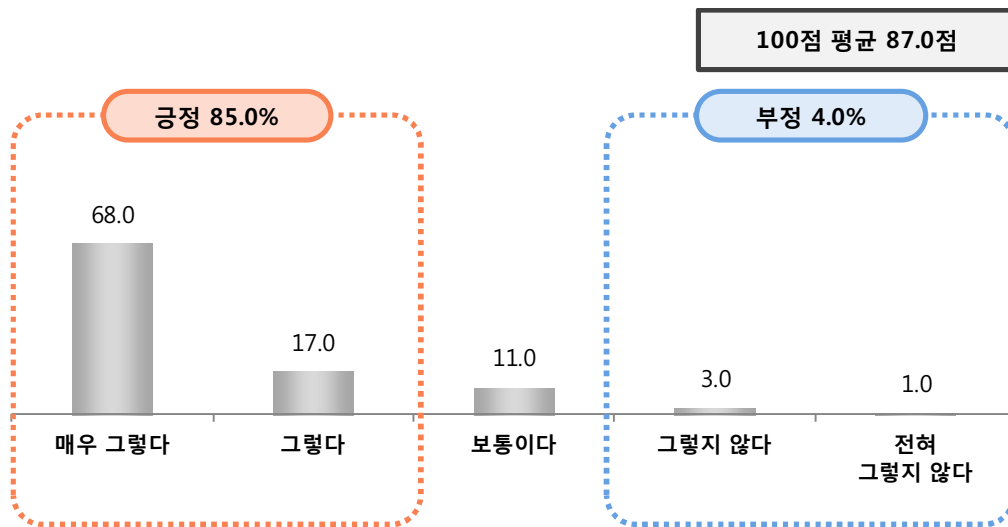 100점 평균 87.0점
긍정 85.0%
부정 4.0%
68.0
17.0
11.0
3.0
1.0
매우 그렇다
그렇다
보통이다
그렇지 않다
전혀
그렇지 않다